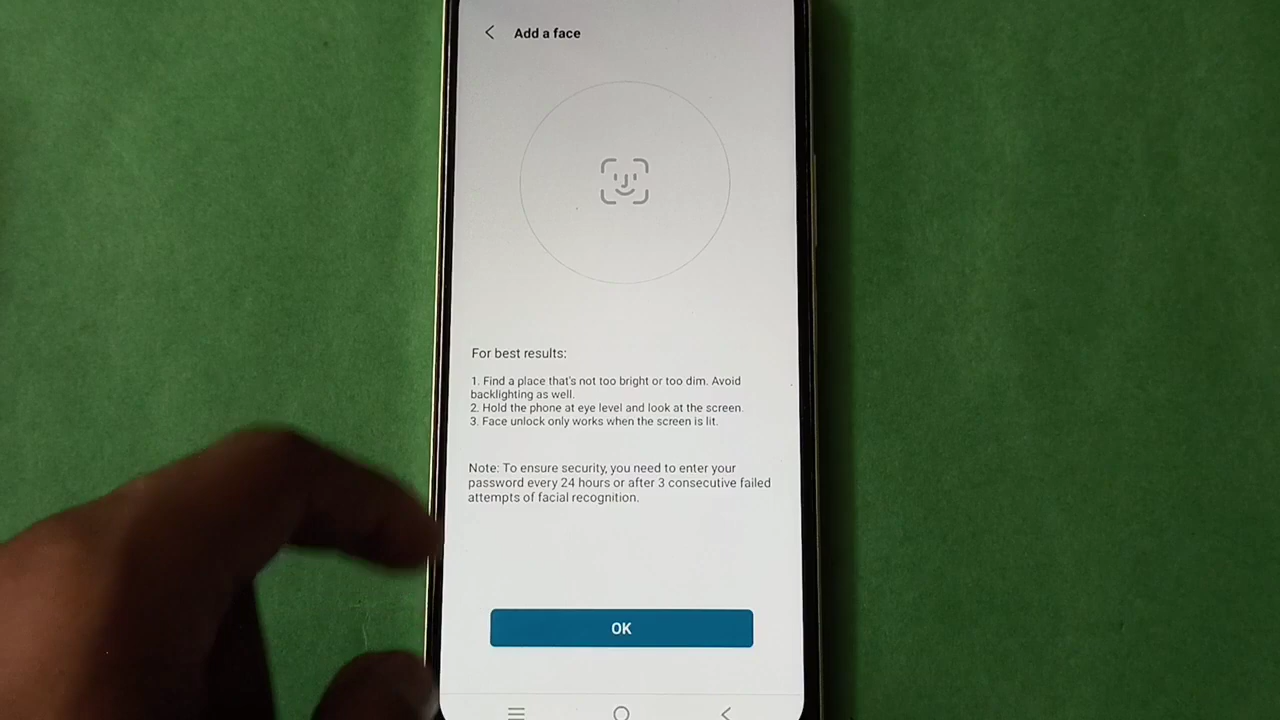 Add a face
For best results:
1. Find a place that's not too bright or too dim. Avoid
backlighting as well.
2. Hold the phone at eye level and look at the screen.
3. Face unlock only works when the screen is lit.
Note: To ensure security, you need to enter your
password every 24 hours or after 3 consecutive failed
attempts of facial recognition.
OK